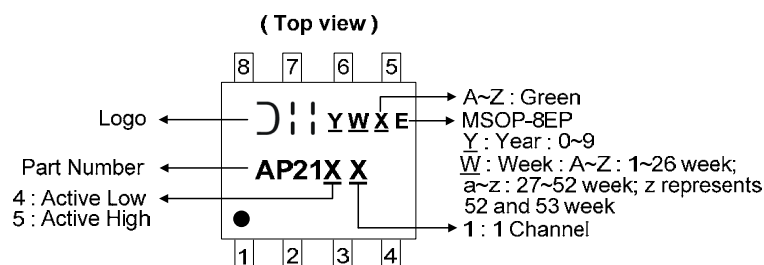 ( Top view )
8 7 6 5
Logo
Y W X E
A~Z : Green
MSOP-8EP
Y : Year : 0~9
W : Week : A~Z : 1~26 week;
a~z : 27~52 week; z represents
52 and 53 week
Part Number
AP21X X
4 : Active Low
5 : Active High
1 : 1 Channel
1 2 3 4